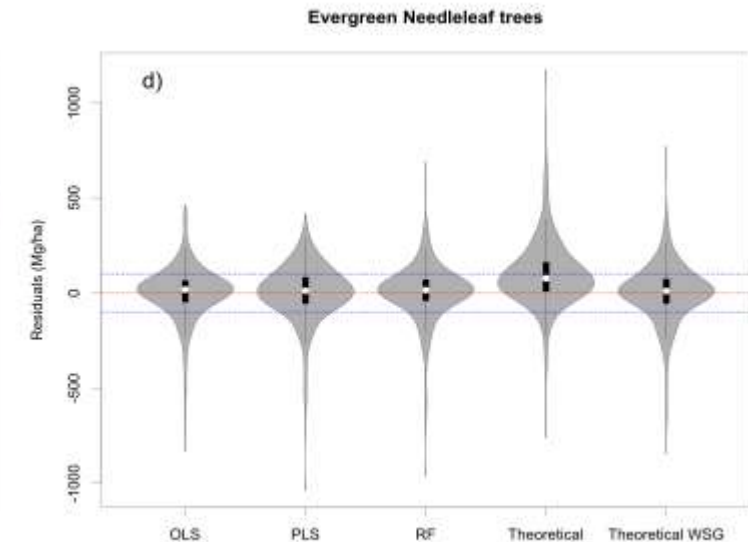 Evergreen Needleleaf trees
d)
Residuals (Mg/ha)
1000
500
0
-500
-1000
OLS PLS RF Theoretical Theoretical WSG